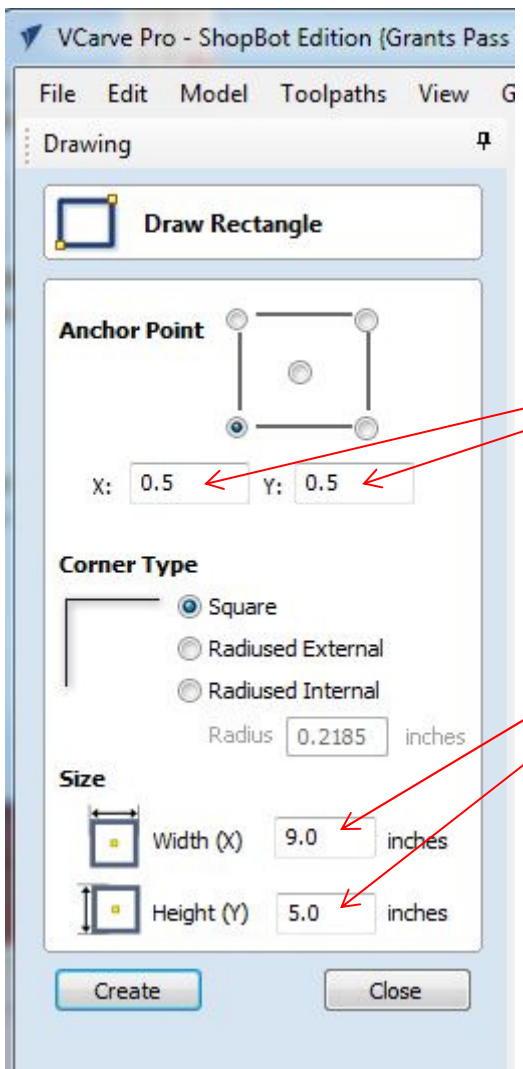 VCarve Pro - ShopBot Edition {Grants Pass
File Edit Model Toolpaths View G
Drawing
Draw Rectangle
Anchor Point
X: 0.5 Y: 0.5
Corner Type
Square
Radiused External
Radiused Internal
Radius 0.2185 inches
Size
Width (X) 9.0 inches
Height (Y) 5.0 inches
Create Close